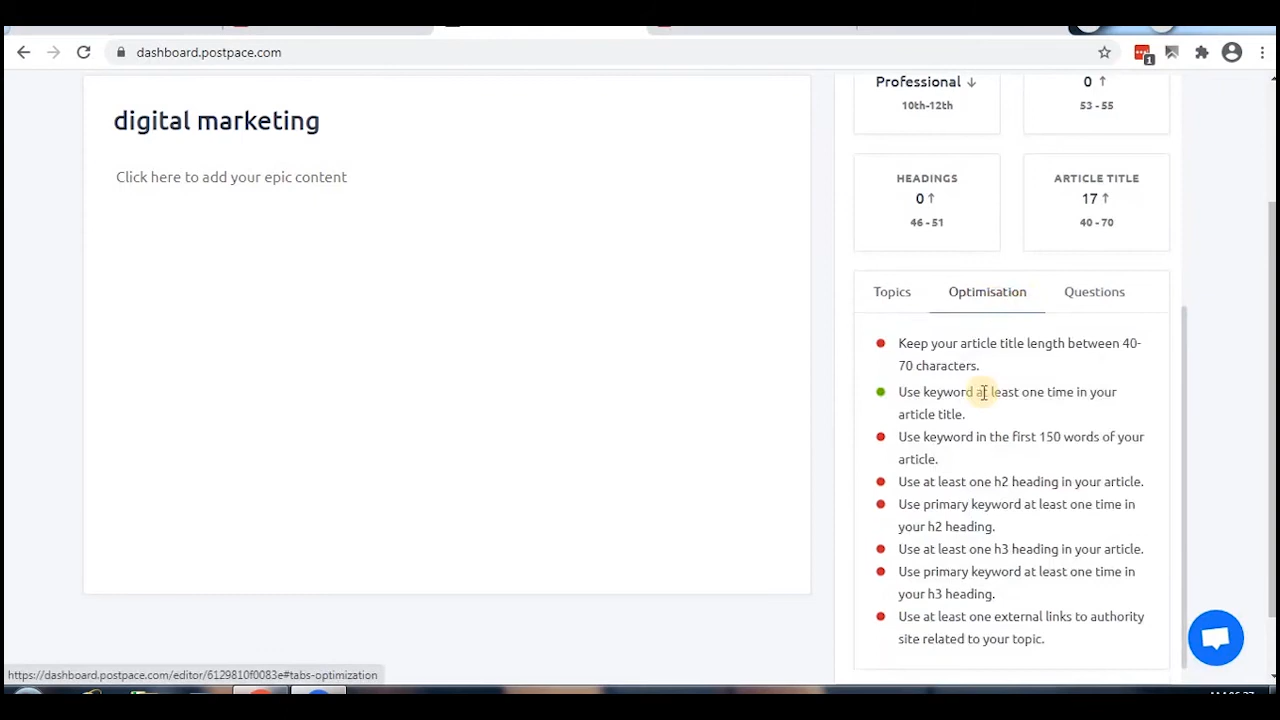 dashboard.postpace.com
1
digital marketing
Click here to add your epic content
Professional ↓
10th-12th
0 ↑
53 - 55
HEADINGS
0 ↑
46 - 51
ARTICLE TITLE
17 ↑
40 - 70
Topics
Optimisation
Questions
Keep your article title length between 40-
70 characters.
Use keyword at least one time in your
article title.
Use keyword in the first 150 words of your
article.
Use at least one h2 heading in your article.
Use primary keyword at least one time in
your h2 heading.
Use at least one h3 heading in your article.
Use primary keyword at least one time in
your h3 heading.
Use at least one external links to authority
site related to your topic.
https://dashboard.postpace.com/editor/6129810f0083e#tabs-optimization